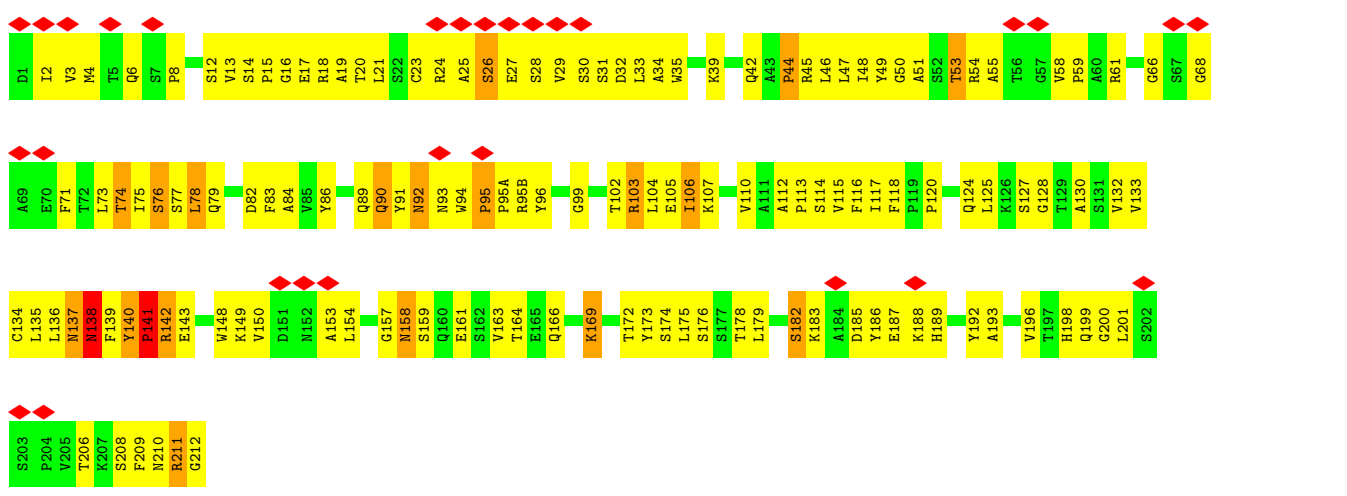 D1 I2 V3 M4 T5 Q6 S7 P8 S12 V13 S14 P15 G16 E17 R18 A19 T20 L21 S22 C23 R24 A25 S26 E27 S28 V29 S30 S31 D32 L33 A34 W35 K39 Q42 A43 P44 R45 L46 L47 I48 Y49 G50 A51 S52 T53 R54 A55 T56 G57 V58 P59 A60 R61 G66 S67 G68
A69 E70 F71 T72 L73 T74 I75 S76 S77 L78 Q79 D82 F83 A84 V85 Y86 Q89 Q90 Y91 N92 N93 W94 P95 P95A R95B Y96 G99 T102 R103 L104 E105 I106 K107 V110 A111 A112 P113 S114 V115 F116 I117 F118 P119 P120 Q124 L125 K126 S127 G128 T129 A130 S131 V132 V133
C134 L135 L136 N137 N138 F139 Y140 P141 R142 E143 W148 K149 V150 D151 N152 A153 L154 G157 N158 S159 Q160 E161 S162 V163 T164 E165 Q166 K169 T172 Y173 S174 L175 S176 S177 T178 L179 S182 K183 A184 D185 Y186 E187 K188 H189 Y192 A193 V196 T197 H198 Q199 G200 L201 S202
S203 P204 V205 T206 K207 S208 F209 N210 R211 G212